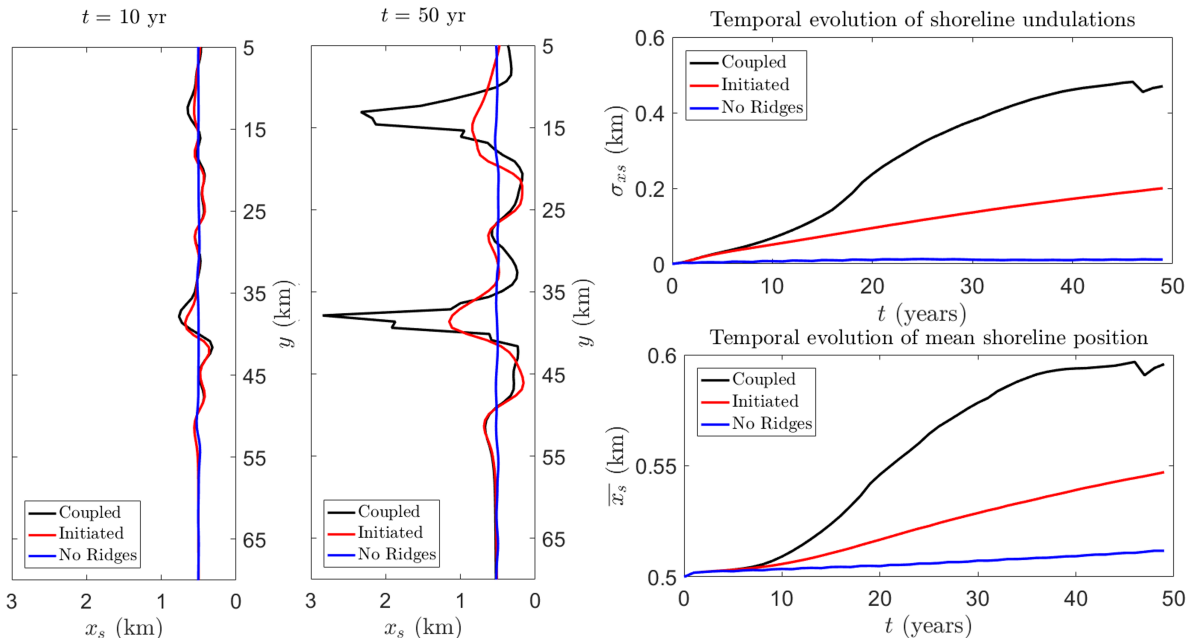 t = 10 yr
5
15
25
35
45
55
65
y (km)
3 2 1 0
x_s (km)
Coupled
Initiated
No Ridges
t = 50 yr
5
15
25
35
45
55
65
y (km)
3 2 1 0
x_s (km)
Coupled
Initiated
No Ridges
Temporal evolution of shoreline undulations
0.6
0.4
0.2
0
σ_xs (km)
Coupled
Initiated
No Ridges
0 10 20 30 40 50
t (years)
Temporal evolution of mean shoreline position
0.6
0.55
0.5
x̅_s (km)
Coupled
Initiated
No Ridges
0 10 20 30 40 50
t (years)